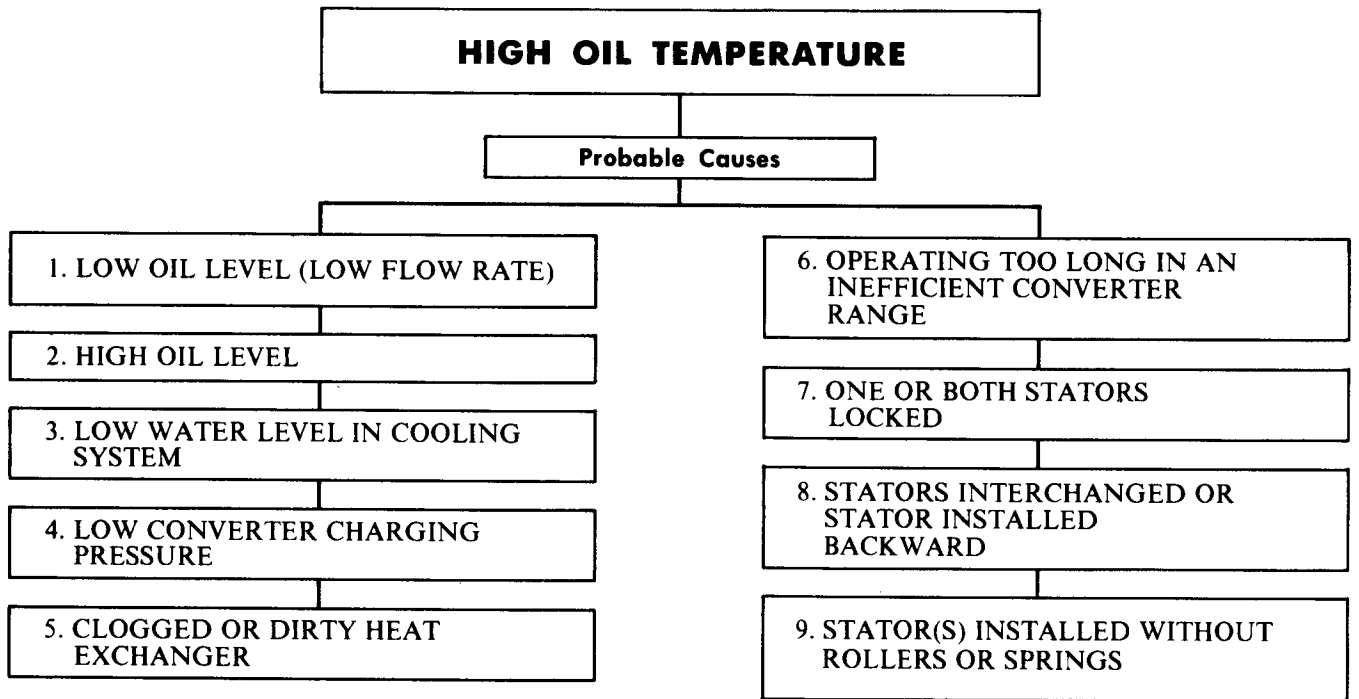 HIGH OIL TEMPERATURE
Probable Causes
1. LOW OIL LEVEL (LOW FLOW RATE)
2. HIGH OIL LEVEL
3. LOW WATER LEVEL IN COOLING
SYSTEM
4. LOW CONVERTER CHARGING
PRESSURE
5. CLOGGED OR DIRTY HEAT
EXCHANGER
6. OPERATING TOO LONG IN AN
INEFFICIENT CONVERTER
RANGE
7. ONE OR BOTH STATORS
LOCKED
8. STATORS INTERCHANGED OR
STATOR INSTALLED
BACKWARD
9. STATOR(S) INSTALLED WITHOUT
ROLLERS OR SPRINGS